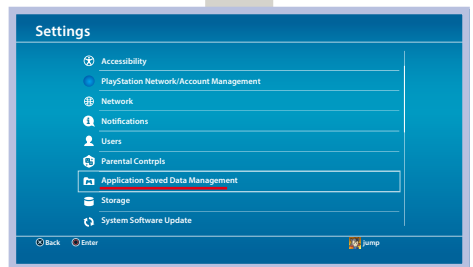 Settings
Accessibility
PlayStation Network/Account Management
Network
Notifications
Users
Parental Contrpls
Application Saved Data Management
Storage
System Software Update
Back Enter jump